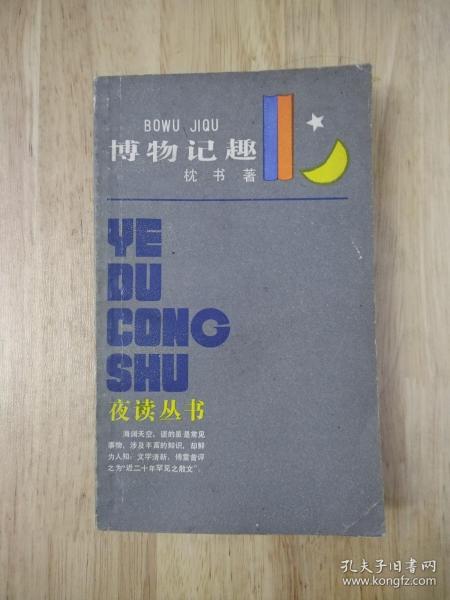 BOWU JIQU
博物记趣
枕书著
YE
DU
CONG
SHU
夜读丛书
海阔天空，谈的虽是常见
事物，涉及丰富的知识，却鲜
为人知；文字清新，傅雷曾评
之为“近二十年罕见之散文”。
孔夫子旧书网
www.kongfz.com